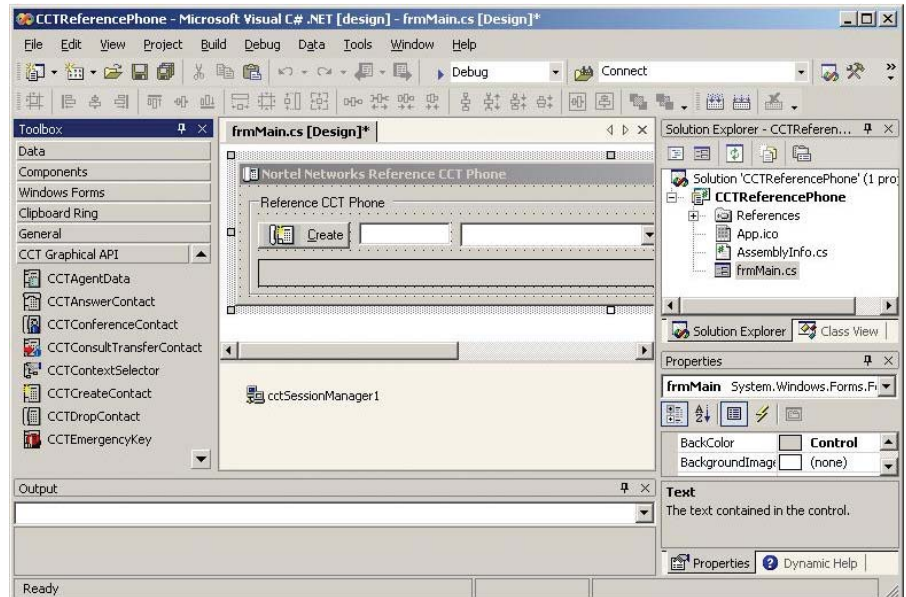 CCTReferencePhone - Microsoft Visual C# .NET [design] - frmMain.cs [Design]*
File Edit View Project Build Debug Data Tools Window Help
Debug Connect
Toolbox
Data
Components
Windows Forms
Clipboard Ring
General
CCT Graphical API
CCTAgentData
CCTAnswerContact
CCTConferenceContact
CCTConsultTransferContact
CCTContextSelector
CCTCreateContact
CCTDropContact
CCTEmergencyKey
frmMain.cs [Design]*
Nortel Networks Reference CCT Phone
Reference CCT Phone
Create
cctSessionManager1
Solution Explorer - CCTReferen...
Solution 'CCTReferencePhone' (1 pro
CCTReferencePhone
References
App.ico
AssemblyInfo.cs
frmMain.cs
Solution Explorer Class View
Properties
frmMain System.Windows.Forms.F
BackColor Control
BackgroundImag (none)
Text
The text contained in the control.
Properties Dynamic Help
Output
Ready